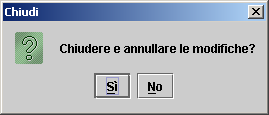 Chiudi
Chiudere e annullare le modifiche?
Sì No